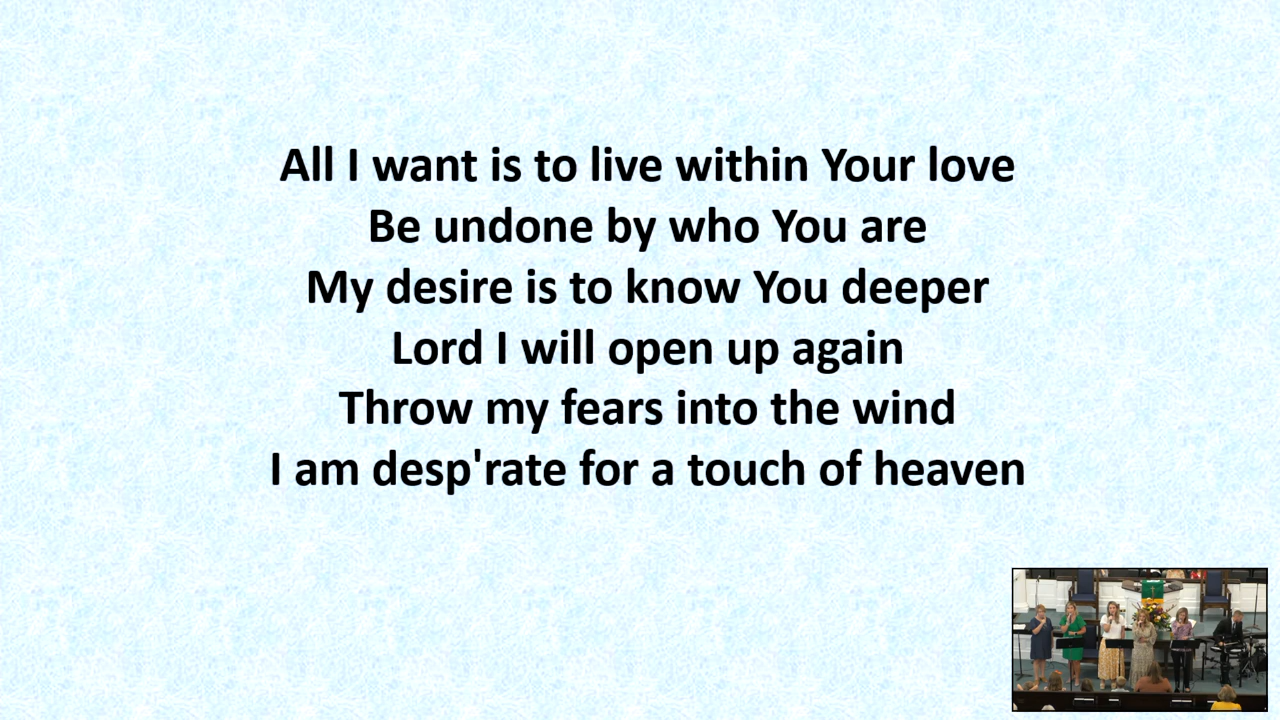 All I want is to live within Your love
Be undone by who You are
My desire is to know You deeper
Lord I will open up again
Throw my fears into the wind
I am desp'rate for a touch of heaven